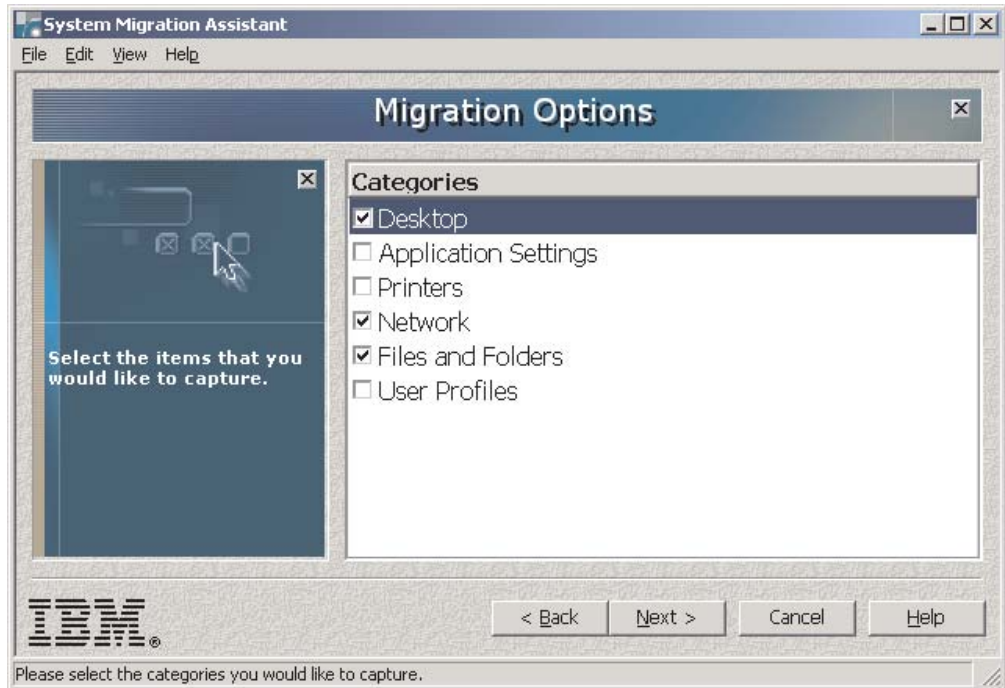 System Migration Assistant
File Edit View Help
Migration Options
Select the items that you
would like to capture.
Categories
Desktop
Application Settings
Printers
Network
Files and Folders
User Profiles
IBM®
< Back Next > Cancel Help
Please select the categories you would like to capture.